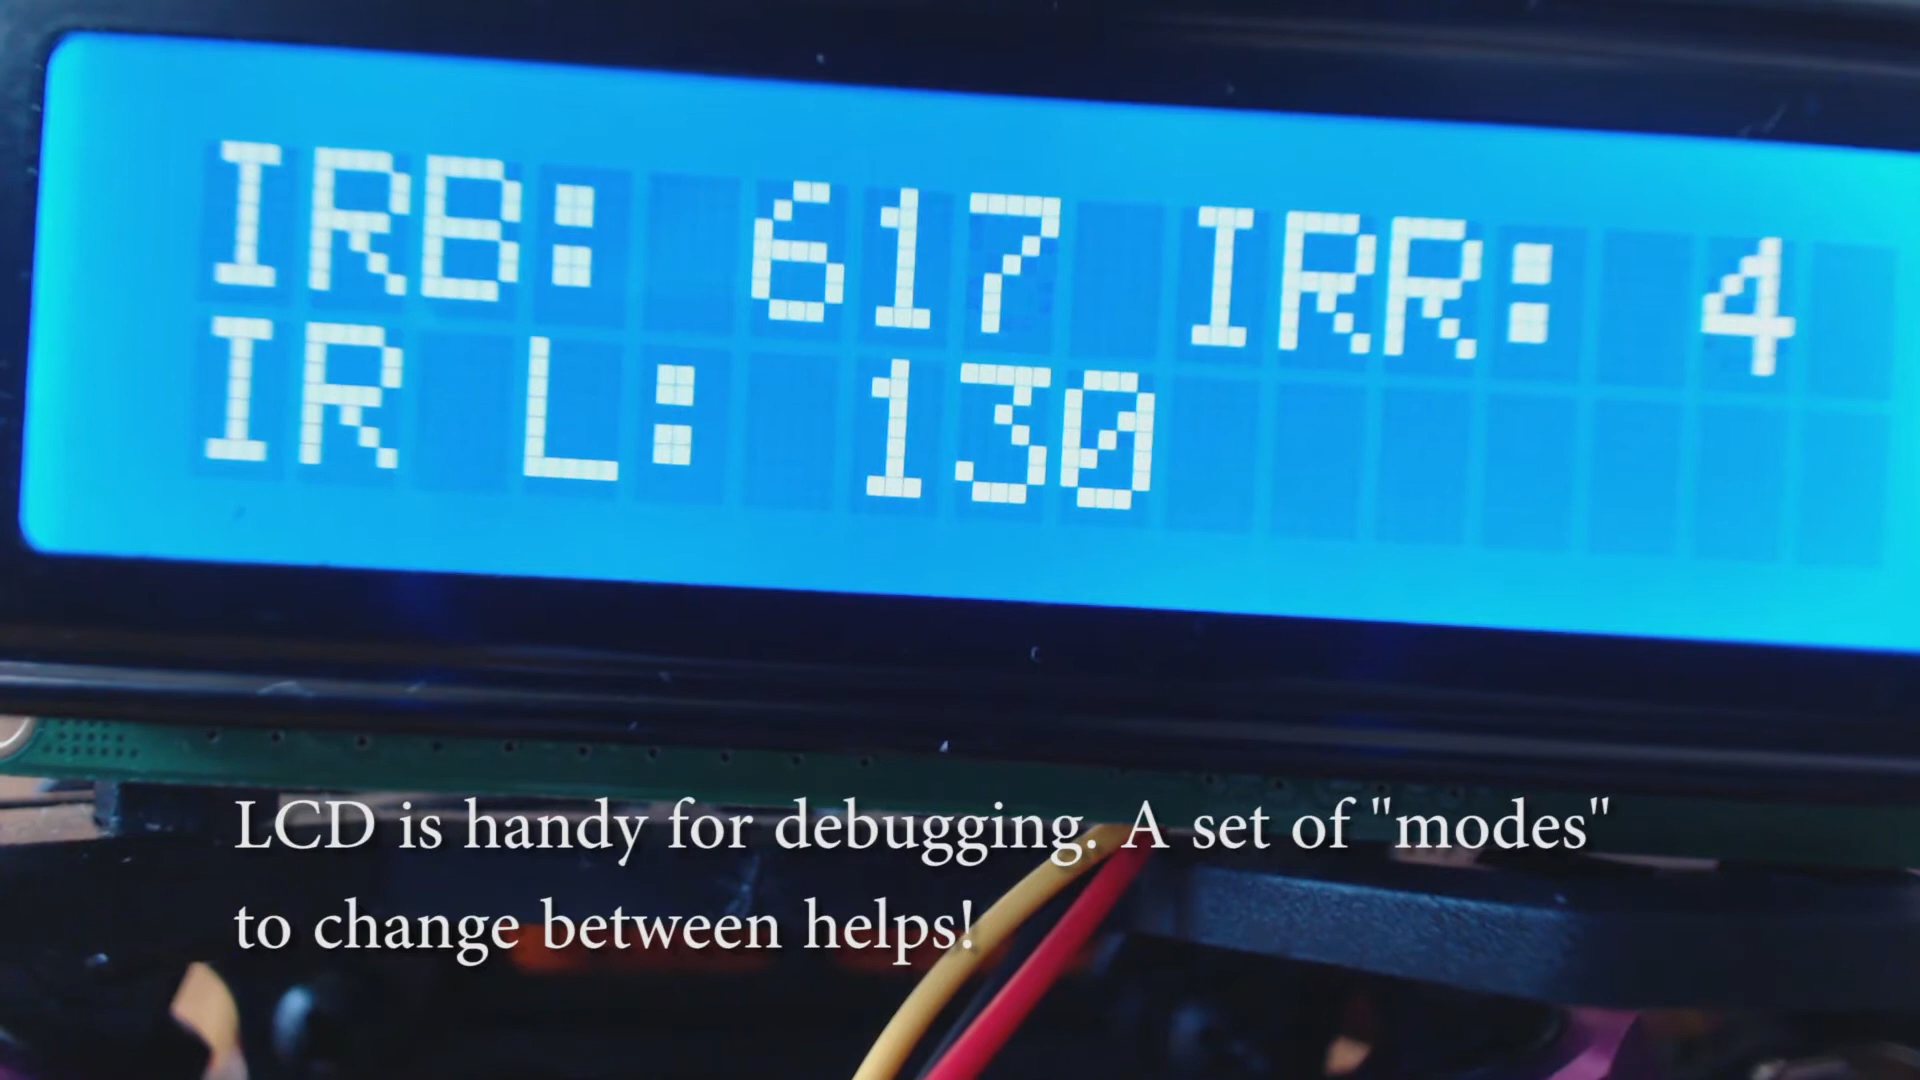 IRB: 617 IRR: 4
IR L: 130
LCD is handy for debugging. A set of "modes"
to change between helps!